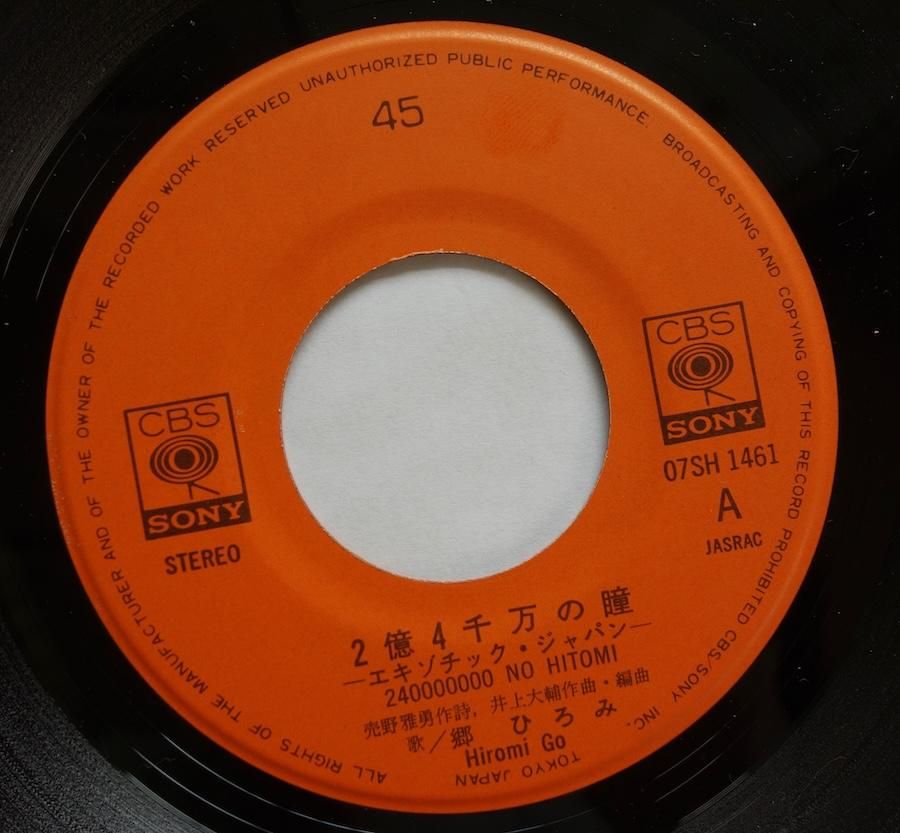 ALL RIGHTS OF THE MANUFACTURER AND OF THE OWNER OF THE RECORDED WORK RESERVED UNAUTHORIZED PUBLIC PERFORMANCE. BROADCASTING AND COPYING OF THIS RECORD PROHIBITED CBS/SONY INC. TOKYO JAPAN
45
CBS
SONY
STEREO
CBS
SONY
07SH 1461
A
JASRAC
2億4千万の瞳
―エキゾチック・ジャパン―
240000000 NO HITOMI
売野雅勇作詩, 井上大輔作曲・編曲
歌/郷 ひろみ
Hiromi Go